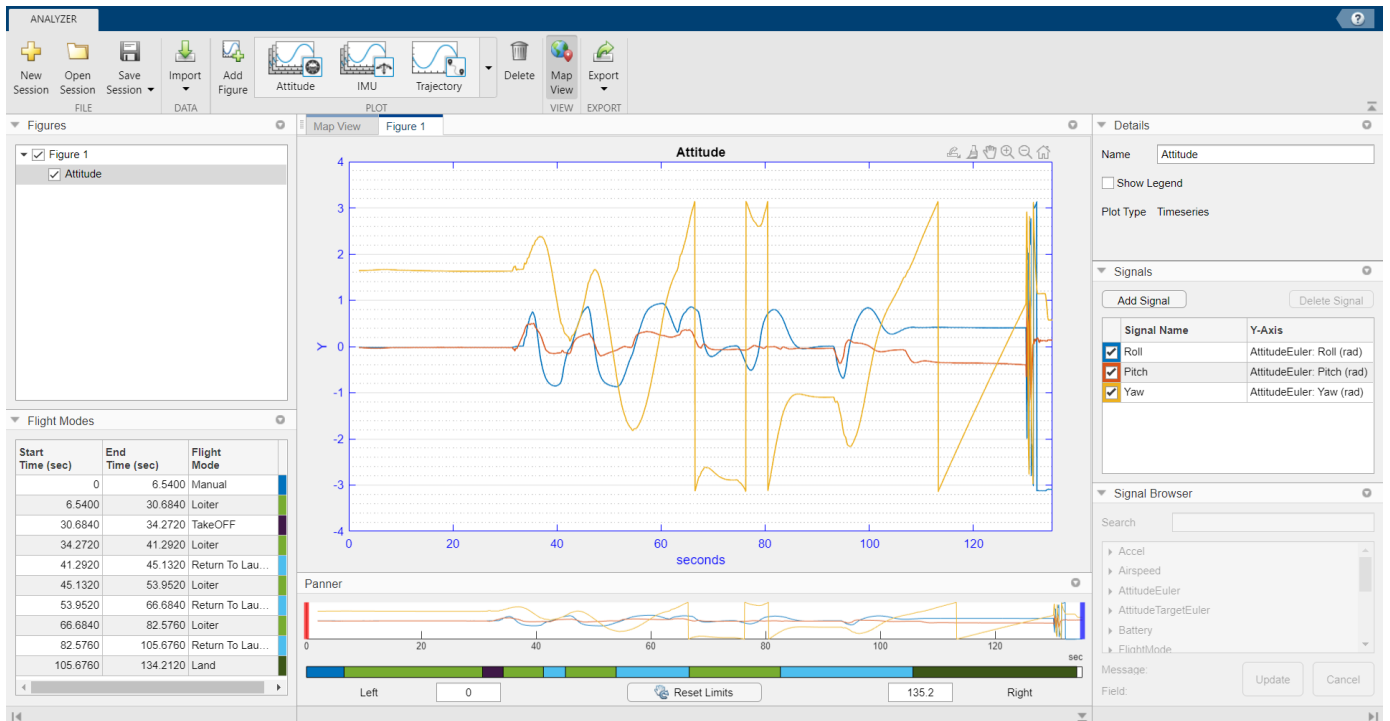 ANALYZER
?
New Session
Open Session
Save Session
Import
Add Figure
Attitude
IMU
Trajectory
Delete
Map View
Export
FILE
DATA
PLOT
VIEW
EXPORT
Figures
Figure 1
Attitude
Flight Modes
Start Time (sec) End Time (sec) Flight Mode
0 6.5400 Manual
6.5400 30.6840 Loiter
30.6840 34.2720 TakeOFF
34.2720 41.2920 Loiter
41.2920 45.1320 Return To Lau...
45.1320 53.9520 Loiter
53.9520 66.6840 Return To Lau...
66.6840 82.5760 Loiter
82.5760 105.6760 Return To Lau...
105.6760 134.2120 Land
Map View
Figure 1
Attitude
4
3
2
1
0
-1
-2
-3
-4
Y
0 20 40 60 80 100 120
seconds
Panner
0 20 40 60 80 100 120
sec
Left 0 Reset Limits 135.2 Right
Details
Name Attitude
Show Legend
Plot Type Timeseries
Signals
Add Signal Delete Signal
Signal Name Y-Axis
Roll AttitudeEuler: Roll (rad)
Pitch AttitudeEuler: Pitch (rad)
Yaw AttitudeEuler: Yaw (rad)
Signal Browser
Search
Accel
Airspeed
AttitudeEuler
AttitudeTargetEuler
Battery
FlightMode
Message:
Field:
Update Cancel